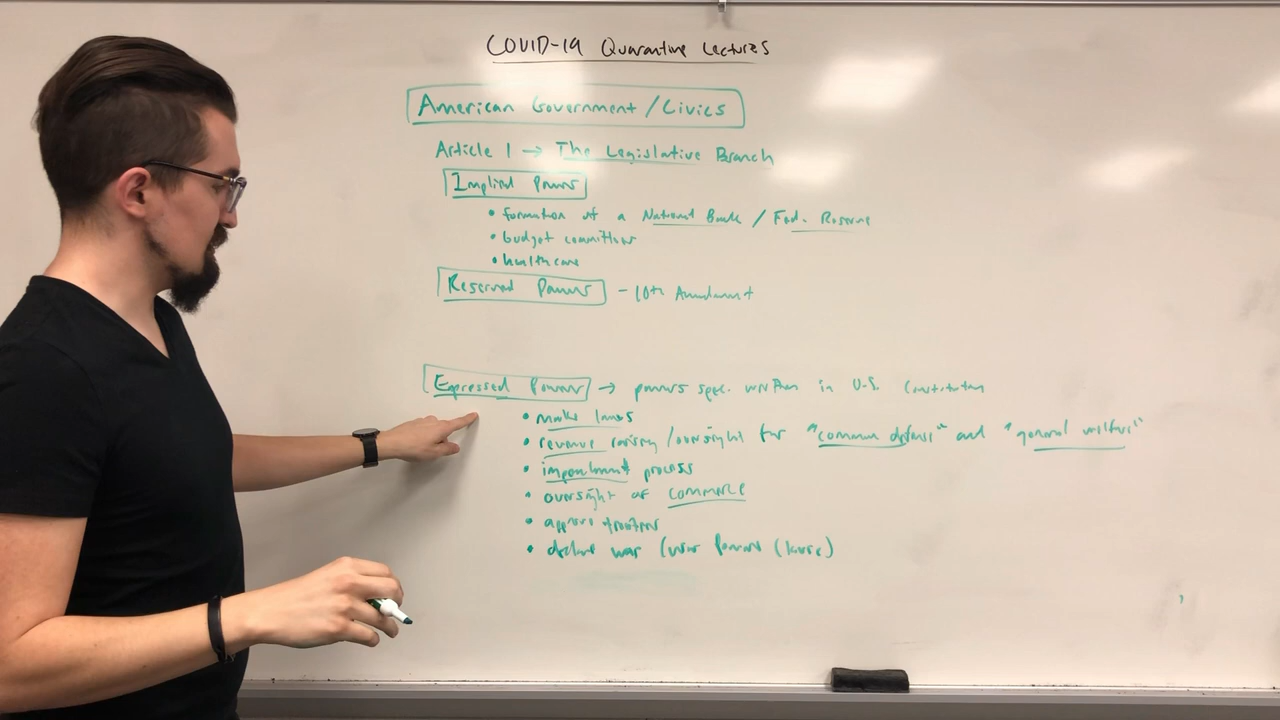 COVID-19 Quarantine Lectures
American Government/Civics
Article 1 → The Legislative Branch
Implied Powers
• formation of a National Bank / Fed. Reserve
• budget committees
• healthcare
Reserved Powers - 10th Amendment
Expressed Powers → powers spec. written in U.S. Constitution
• make laws
• revenue raising/oversight for "common defense" and "general welfare"
• impeachment process
• oversight of commerce
• approve treaties
• declare war (War Powers Clause)